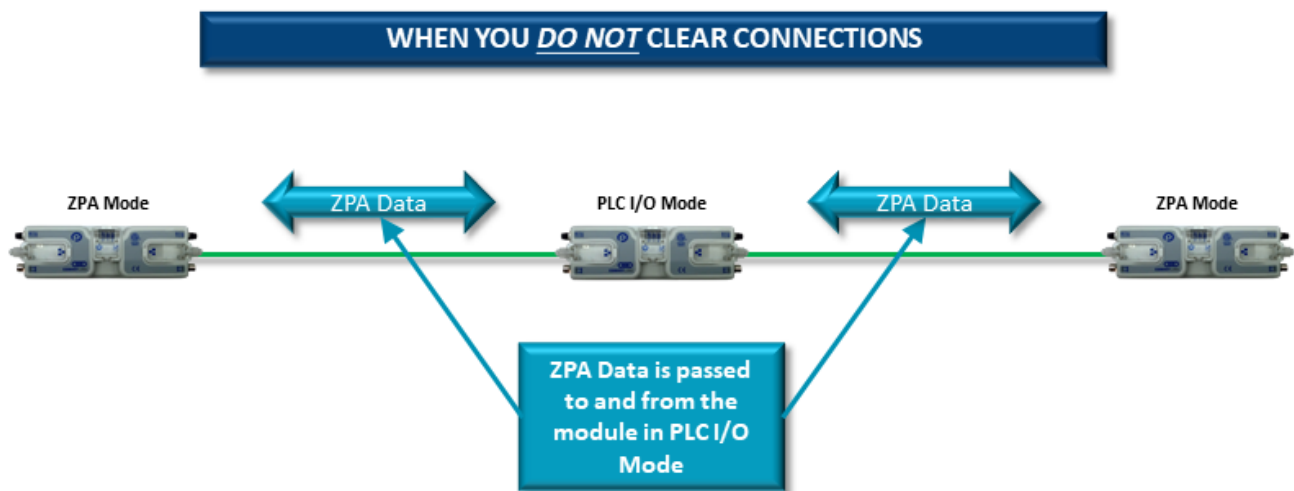 WHEN YOU DO NOT CLEAR CONNECTIONS
ZPA Mode
ZPA Data
PLC I/O Mode
ZPA Data
ZPA Mode
ZPA Data is passed
to and from the
module in PLC I/O
Mode